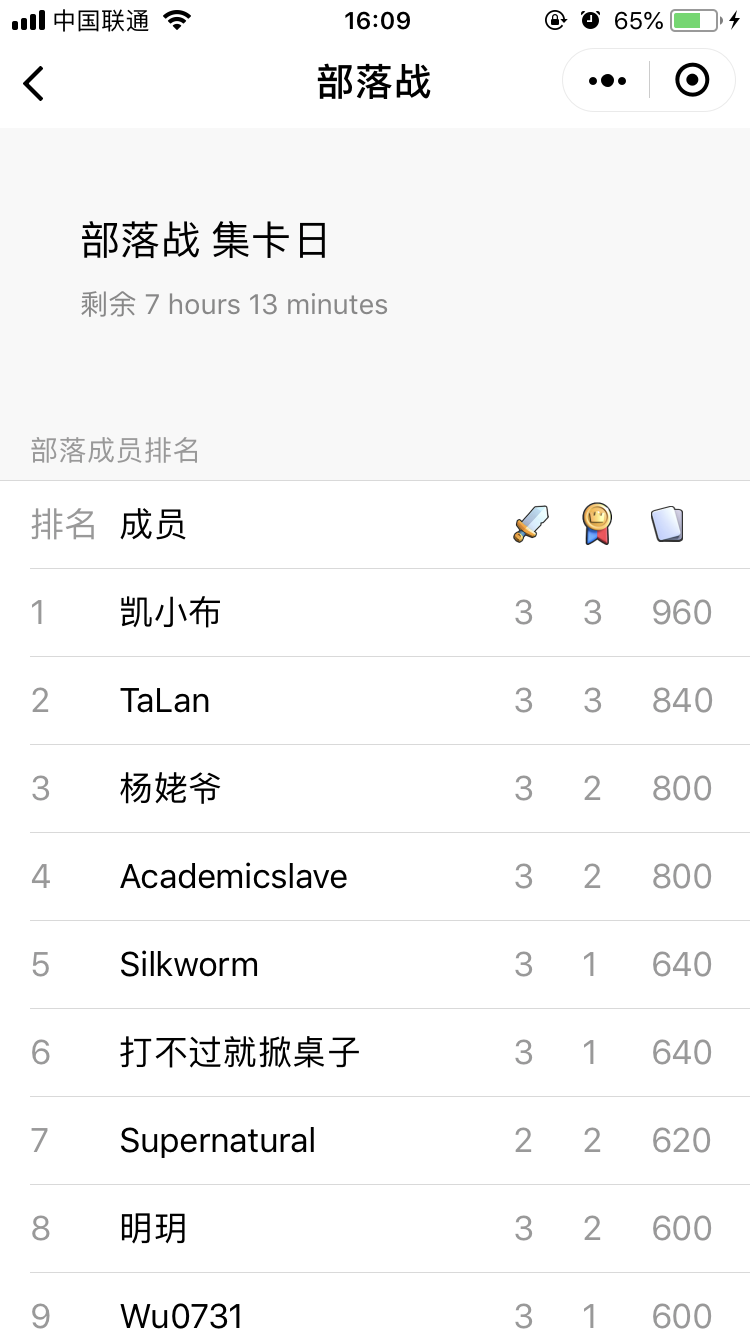 中国联通 16:09 65%
部落战
部落战 集卡日
剩余 7 hours 13 minutes
部落成员排名
排名 成员
1 凯小布 3 3 960
2 TaLan 3 3 840
3 杨姥爷 3 2 800
4 Academicslave 3 2 800
5 Silkworm 3 1 640
6 打不过就掀桌子 3 1 640
7 Supernatural 2 2 620
8 明玥 3 2 600
9 Wu0731 3 1 600